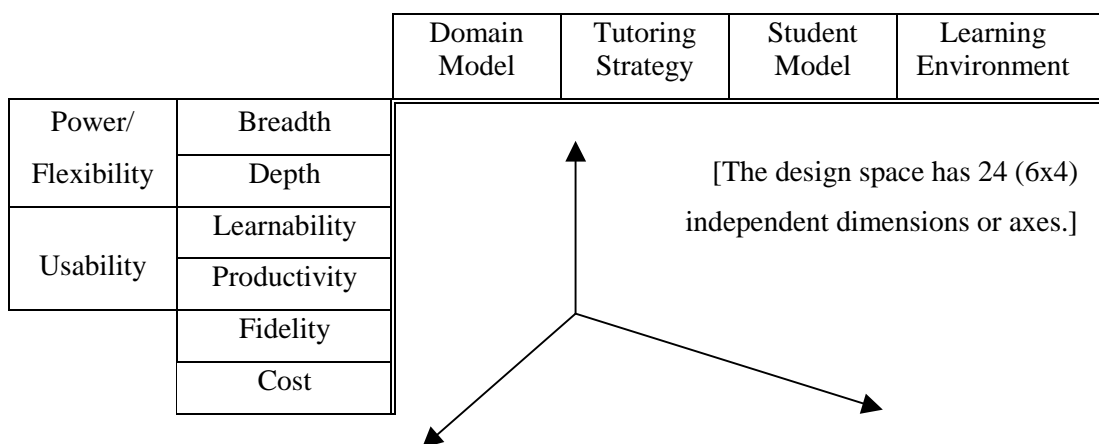 Domain
Model
Tutoring
Strategy
Student
Model
Learning
Environment
Power/
Flexibility
Breadth
Depth
Usability
Learnability
Productivity
Fidelity
Cost
[The design space has 24 (6x4)
independent dimensions or axes.]